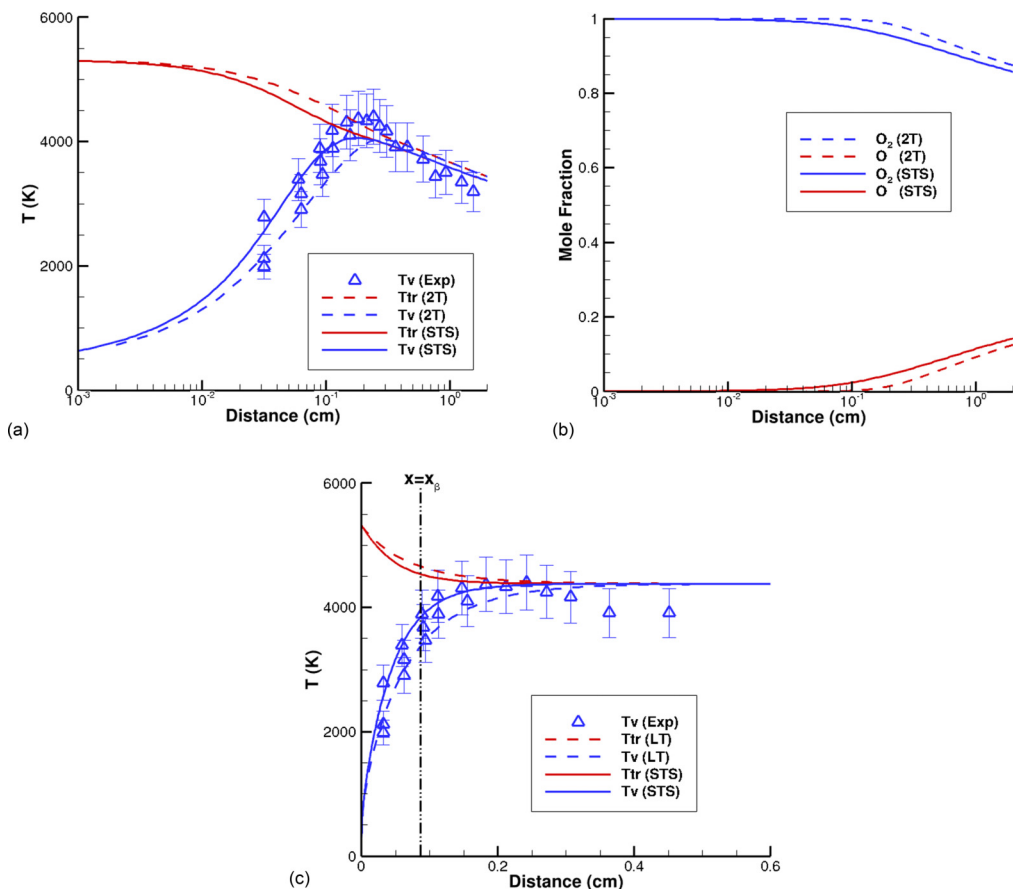 6000
4000
2000
0
T (K)
10-3
10-2
10-1
100
Distance (cm)
Tv (Exp)
Ttr (2T)
Tv (2T)
Ttr (STS)
Tv (STS)
(a)
1
0.8
0.6
0.4
0.2
0
Mole Fraction
10-3
10-2
10-1
100
Distance (cm)
O2 (2T)
O (2T)
O2 (STS)
O (STS)
(b)
x=xβ
6000
4000
2000
0
T (K)
0
0.2
0.4
0.6
Distance (cm)
Tv (Exp)
Ttr (LT)
Tv (LT)
Ttr (STS)
Tv (STS)
(c)